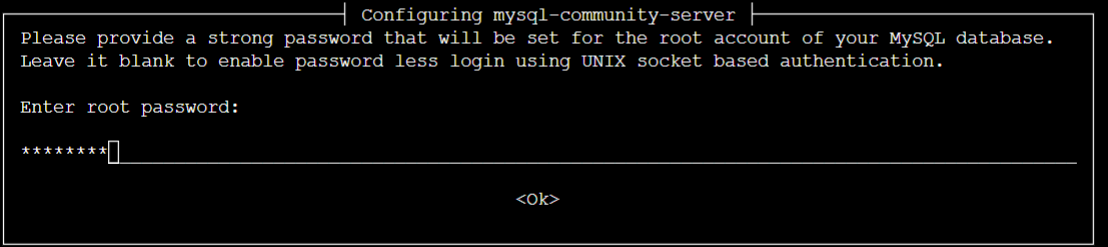 Configuring mysql-community-server
Please provide a strong password that will be set for the root account of your MySQL database.
Leave it blank to enable password less login using UNIX socket based authentication.
Enter root password:
********
<Ok>